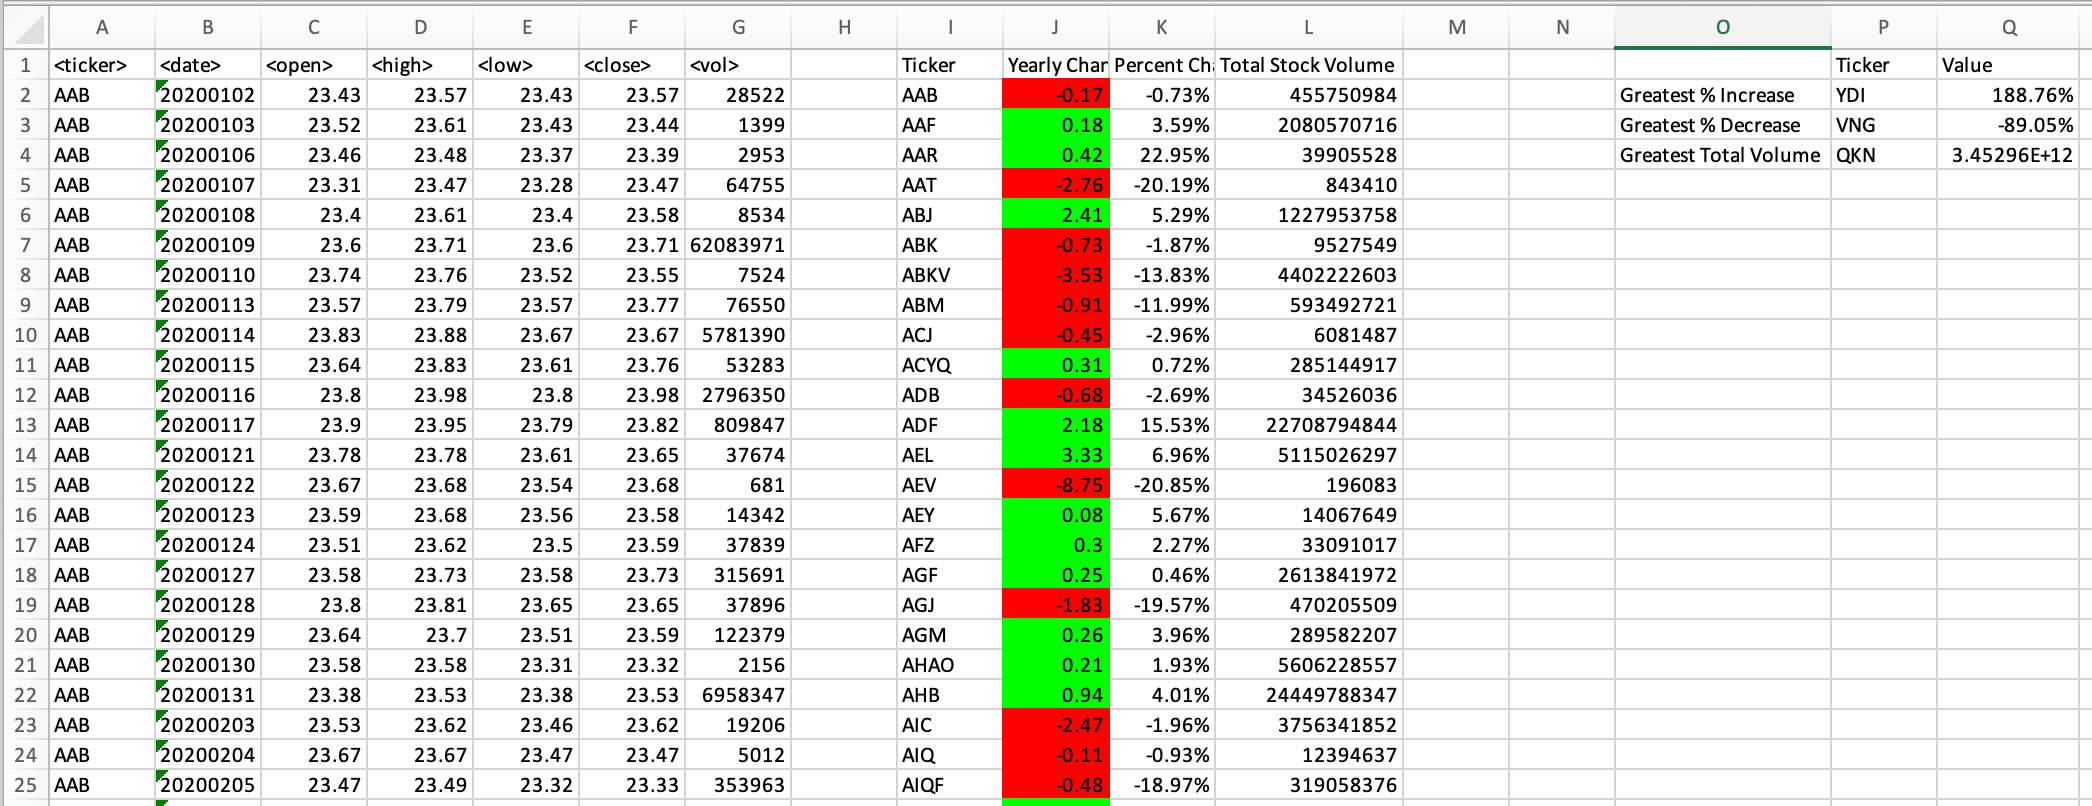 A B C D E F G H I J K L M N O P Q
1 <ticker> <date> <open> <high> <low> <close> <vol> Ticker Yearly Char Percent Ch Total Stock Volume Ticker Value
2 AAB 20200102 23.43 23.57 23.43 23.57 28522 AAB -0.17 -0.73% 455750984 Greatest % Increase YDI 188.76%
3 AAB 20200103 23.52 23.61 23.43 23.44 1399 AAF 0.18 3.59% 2080570716 Greatest % Decrease VNG -89.05%
4 AAB 20200106 23.46 23.48 23.37 23.39 2953 AAR 0.42 22.95% 39905528 Greatest Total Volume QKN 3.45296E+12
5 AAB 20200107 23.31 23.47 23.28 23.47 64755 AAT -2.76 -20.19% 843410
6 AAB 20200108 23.4 23.61 23.4 23.58 8534 ABJ 2.41 5.29% 1227953758
7 AAB 20200109 23.6 23.71 23.6 23.71 62083971 ABK -0.73 -1.87% 9527549
8 AAB 20200110 23.74 23.76 23.52 23.55 7524 ABKV -3.53 -13.83% 4402222603
9 AAB 20200113 23.57 23.79 23.57 23.77 76550 ABM -0.91 -11.99% 593492721
10 AAB 20200114 23.83 23.88 23.67 23.67 5781390 ACJ -0.45 -2.96% 6081487
11 AAB 20200115 23.64 23.83 23.61 23.76 53283 ACYQ 0.31 0.72% 285144917
12 AAB 20200116 23.8 23.98 23.8 23.98 2796350 ADB -0.68 -2.69% 34526036
13 AAB 20200117 23.9 23.95 23.79 23.82 809847 ADF 2.18 15.53% 22708794844
14 AAB 20200121 23.78 23.78 23.61 23.65 37674 AEL 3.33 6.96% 5115026297
15 AAB 20200122 23.67 23.68 23.54 23.68 681 AEV -8.75 -20.85% 196083
16 AAB 20200123 23.59 23.68 23.56 23.58 14342 AEY 0.08 5.67% 14067649
17 AAB 20200124 23.51 23.62 23.5 23.59 37839 AFZ 0.3 2.27% 33091017
18 AAB 20200127 23.58 23.73 23.58 23.73 315691 AGF 0.25 0.46% 2613841972
19 AAB 20200128 23.8 23.81 23.65 23.65 37896 AGJ -1.83 -19.57% 470205509
20 AAB 20200129 23.64 23.7 23.51 23.59 122379 AGM 0.26 3.96% 289582207
21 AAB 20200130 23.58 23.58 23.31 23.32 2156 AHAO 0.21 1.93% 5606228557
22 AAB 20200131 23.38 23.53 23.38 23.53 6958347 AHB 0.94 4.01% 24449788347
23 AAB 20200203 23.53 23.62 23.46 23.62 19206 AIC -2.47 -1.96% 3756341852
24 AAB 20200204 23.67 23.67 23.47 23.47 5012 AIQ -0.11 -0.93% 12394637
25 AAB 20200205 23.47 23.49 23.32 23.33 353963 AIQF -0.48 -18.97% 319058376